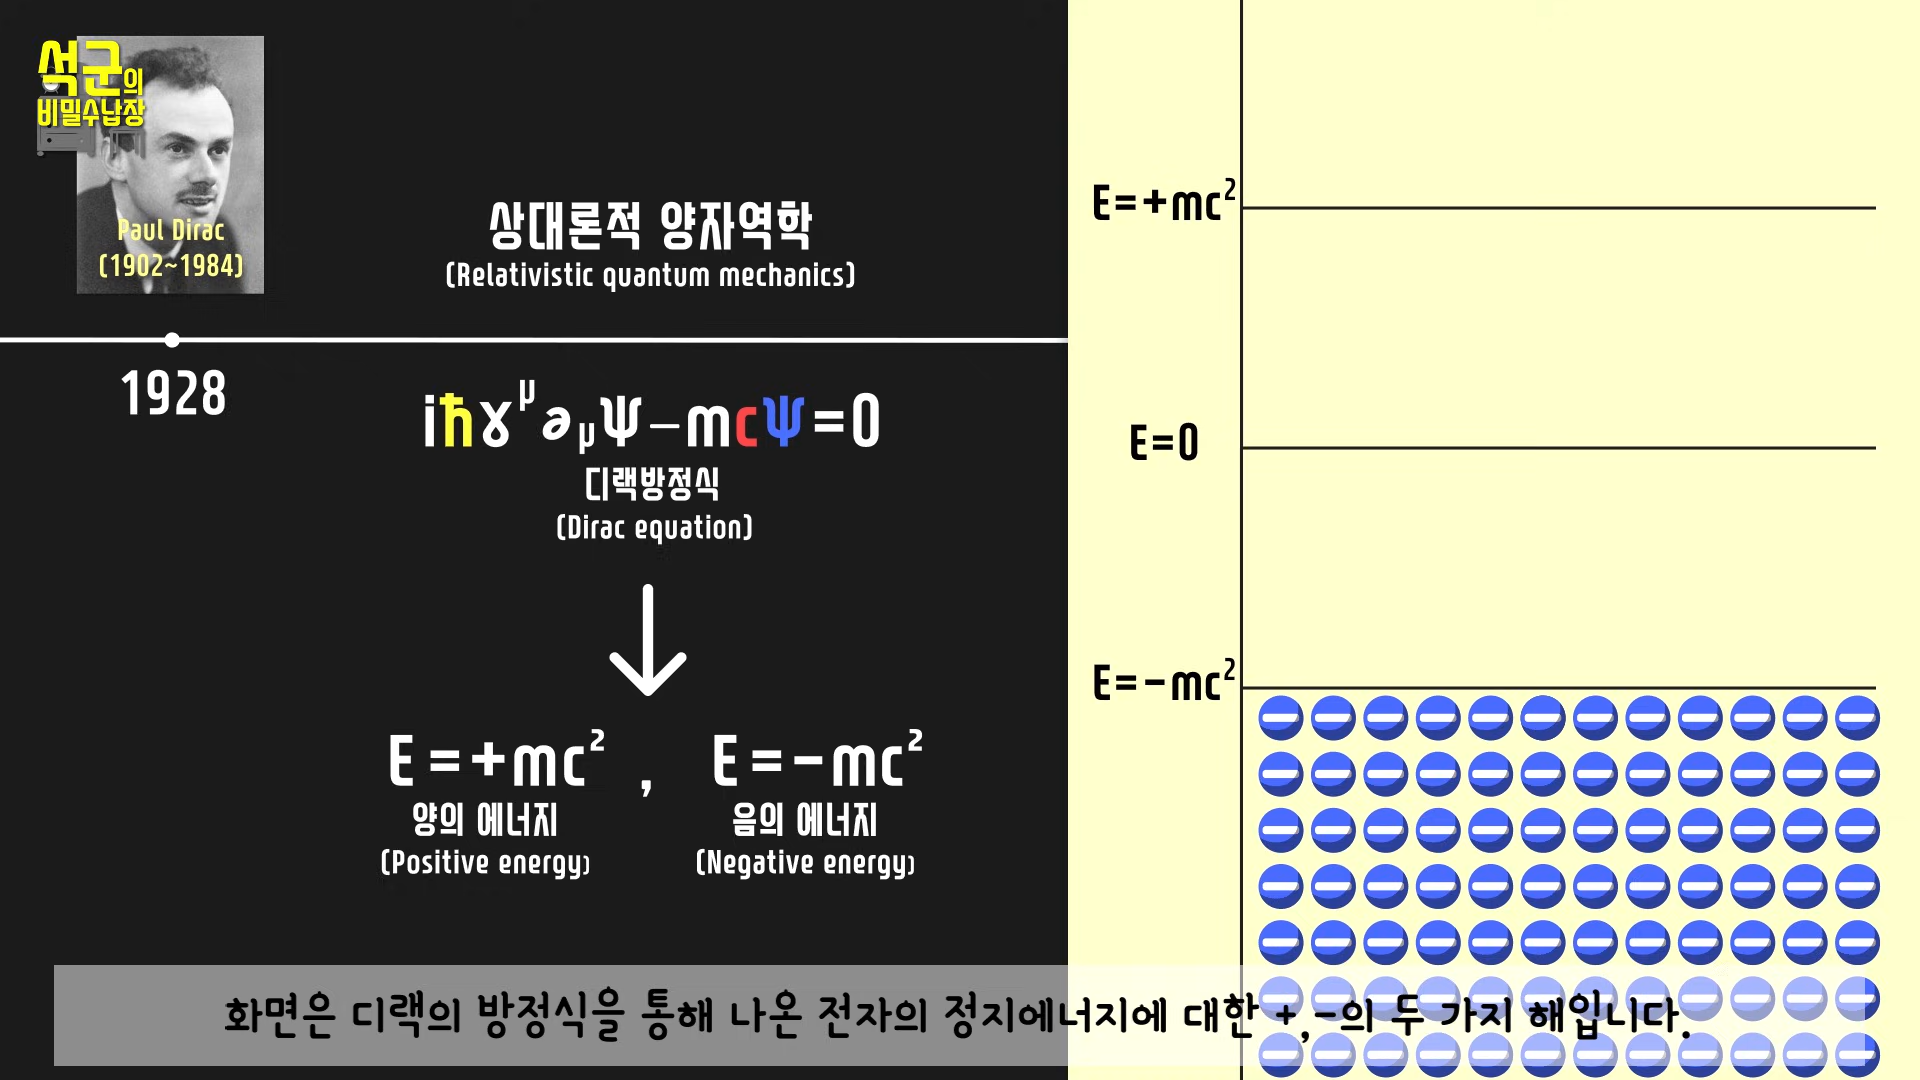 석군의
비밀수납장
Paul Dirac
(1902~1984)
상대론적 양자역학
(Relativistic quantum mechanics)
1928
iħɣ^μ∂_μΨ−mcΨ=0
디랙방정식
(Dirac equation)
E=+mc² , E=-mc²
양의 에너지 음의 에너지
(Positive energy) (Negative energy)
E=+mc²
E=0
E=-mc²
화면은 디랙의 방정식을 통해 나온 전자의 정지에너지에 대한 +,-의 두 가지 해입니다.